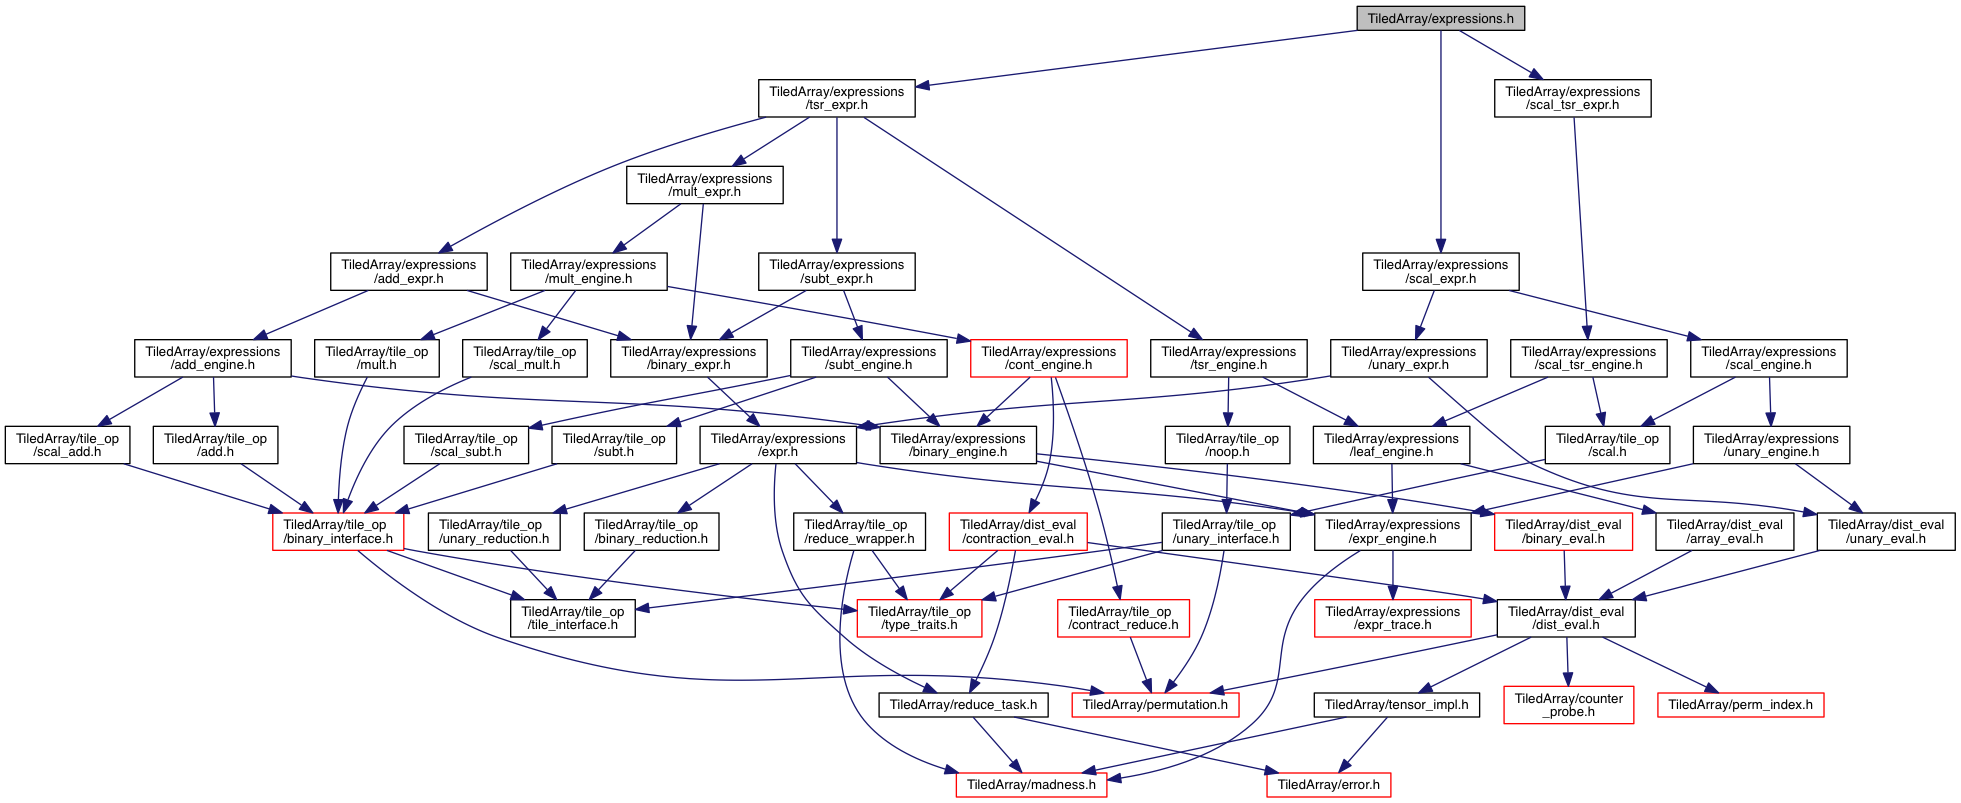 TiledArray/expressions.h
TiledArray/expressions
/tsr_expr.h
TiledArray/expressions
/scal_tsr_expr.h
TiledArray/expressions
/mult_expr.h
TiledArray/expressions
/add_expr.h
TiledArray/expressions
/mult_engine.h
TiledArray/expressions
/subt_expr.h
TiledArray/expressions
/scal_expr.h
TiledArray/expressions
/add_engine.h
TiledArray/tile_op
/mult.h
TiledArray/tile_op
/scal_mult.h
TiledArray/expressions
/binary_expr.h
TiledArray/expressions
/subt_engine.h
TiledArray/expressions
/cont_engine.h
TiledArray/expressions
/tsr_engine.h
TiledArray/expressions
/unary_expr.h
TiledArray/expressions
/scal_tsr_engine.h
TiledArray/expressions
/scal_engine.h
TiledArray/tile_op
/scal_add.h
TiledArray/tile_op
/add.h
TiledArray/tile_op
/scal_subt.h
TiledArray/tile_op
/subt.h
TiledArray/expressions
/expr.h
TiledArray/expressions
/binary_engine.h
TiledArray/tile_op
/noop.h
TiledArray/expressions
/leaf_engine.h
TiledArray/tile_op
/scal.h
TiledArray/expressions
/unary_engine.h
TiledArray/tile_op
/binary_interface.h
TiledArray/tile_op
/unary_reduction.h
TiledArray/tile_op
/binary_reduction.h
TiledArray/tile_op
/reduce_wrapper.h
TiledArray/dist_eval
/contraction_eval.h
TiledArray/tile_op
/unary_interface.h
TiledArray/expressions
/expr_engine.h
TiledArray/dist_eval
/binary_eval.h
TiledArray/dist_eval
/array_eval.h
TiledArray/dist_eval
/unary_eval.h
TiledArray/tile_op
/tile_interface.h
TiledArray/tile_op
/type_traits.h
TiledArray/tile_op
/contract_reduce.h
TiledArray/expressions
/expr_trace.h
TiledArray/dist_eval
/dist_eval.h
TiledArray/reduce_task.h
TiledArray/permutation.h
TiledArray/tensor_impl.h
TiledArray/counter
_probe.h
TiledArray/perm_index.h
TiledArray/madness.h
TiledArray/error.h